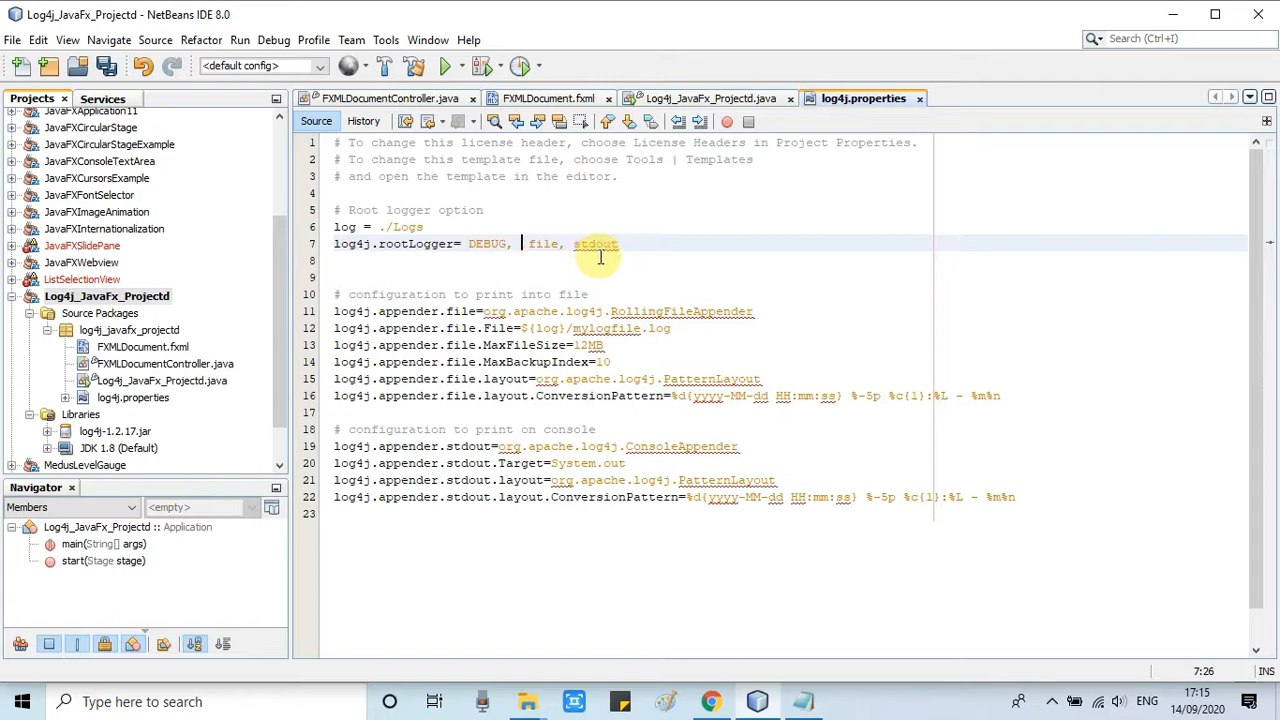 Log4j_JavaFx_Projectd - NetBeans IDE 8.0
File Edit View Navigate Source Refactor Run Debug Profile Team Tools Window Help
Search (Ctrl+I)
<default config>
Projects Services
FXMLDocumentController.java FXMLDocument.fxml Log4j_JavaFx_Projectd.java log4j.properties
Source History
JavaFXApplication11
JavaFXCircularStage
JavaFXCircularStageExample
JavaFXConsoleTextArea
JavaFXCursorsExample
JavaFXFontSelector
JavaFXImageAnimation
JavaFXInternationalization
JavaFXSlidePane
JavaFXWebview
ListSelectionView
Log4j_JavaFx_Projectd
Source Packages
log4j_javafx_projectd
FXMLDocument.fxml
FXMLDocumentController.java
Log4j_JavaFx_Projectd.java
log4j.properties
Libraries
log4j-1.2.17.jar
JDK 1.8 (Default)
MedusLevelGauge
Navigator
Members <empty>
Log4j_JavaFx_Projectd :: Application
main(String[] args)
start(Stage stage)
1 # To change this license header, choose License Headers in Project Properties.
2 # To change this template file, choose Tools | Templates
3 # and open the template in the editor.
4
5 # Root logger option
6 log = ./Logs
7 log4j.rootLogger= DEBUG, file, stdout
8
9
10 # configuration to print into file
11 log4j.appender.file=org.apache.log4j.RollingFileAppender
12 log4j.appender.file.File=${log}/mylogfile.log
13 log4j.appender.file.MaxFileSize=12MB
14 log4j.appender.file.MaxBackupIndex=10
15 log4j.appender.file.layout=org.apache.log4j.PatternLayout
16 log4j.appender.file.layout.ConversionPattern=%d{yyyy-MM-dd HH:mm:ss} %-5p %c{1}:%L - %m%n
17
18 # configuration to print on console
19 log4j.appender.stdout=org.apache.log4j.ConsoleAppender
20 log4j.appender.stdout.Target=System.out
21 log4j.appender.stdout.layout=org.apache.log4j.PatternLayout
22 log4j.appender.stdout.layout.ConversionPattern=%d{yyyy-MM-dd HH:mm:ss} %-5p %c{1}:%L - %m%n
23
7:26 INS
Type here to search
ENG
7:15
14/09/2020